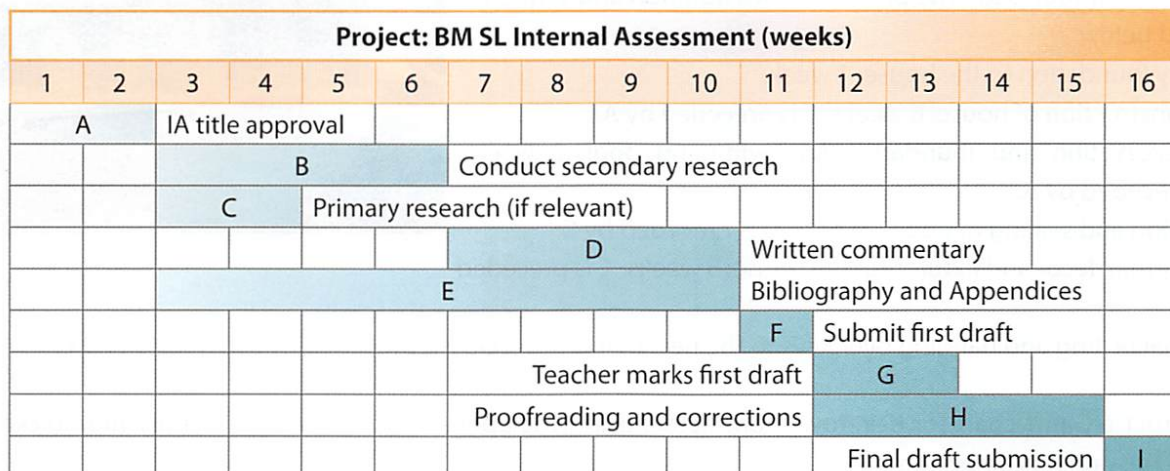 Project: BM SL Internal Assessment (weeks)
1 2 3 4 5 6 7 8 9 10 11 12 13 14 15 16
A IA title approval
B Conduct secondary research
C Primary research (if relevant)
D Written commentary
E Bibliography and Appendices
F Submit first draft
Teacher marks first draft G
Proofreading and corrections H
Final draft submission I